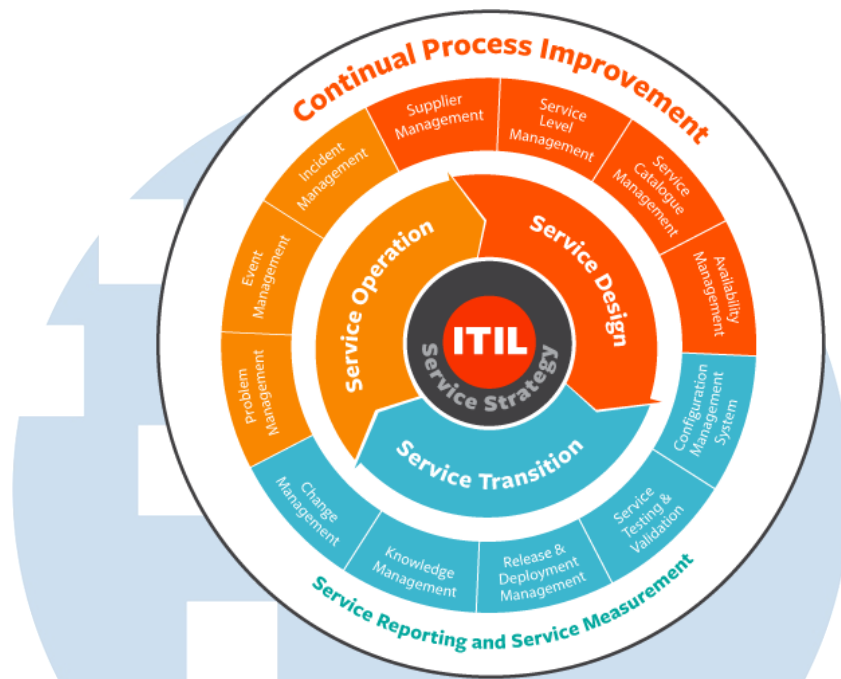 Continual Process Improvement
Supplier
Management
Service
Level
Management
Service
Catalogue
Management
Availability
Management
Configuration
Management
System
Service
Testing &
Validation
Release &
Deployment
Management
Knowledge
Management
Change
Management
Problem
Management
Event
Management
Incident
Management
Service Operation
Service Design
Service Transition
ITIL
Service Strategy
Service Reporting and Service Measurement